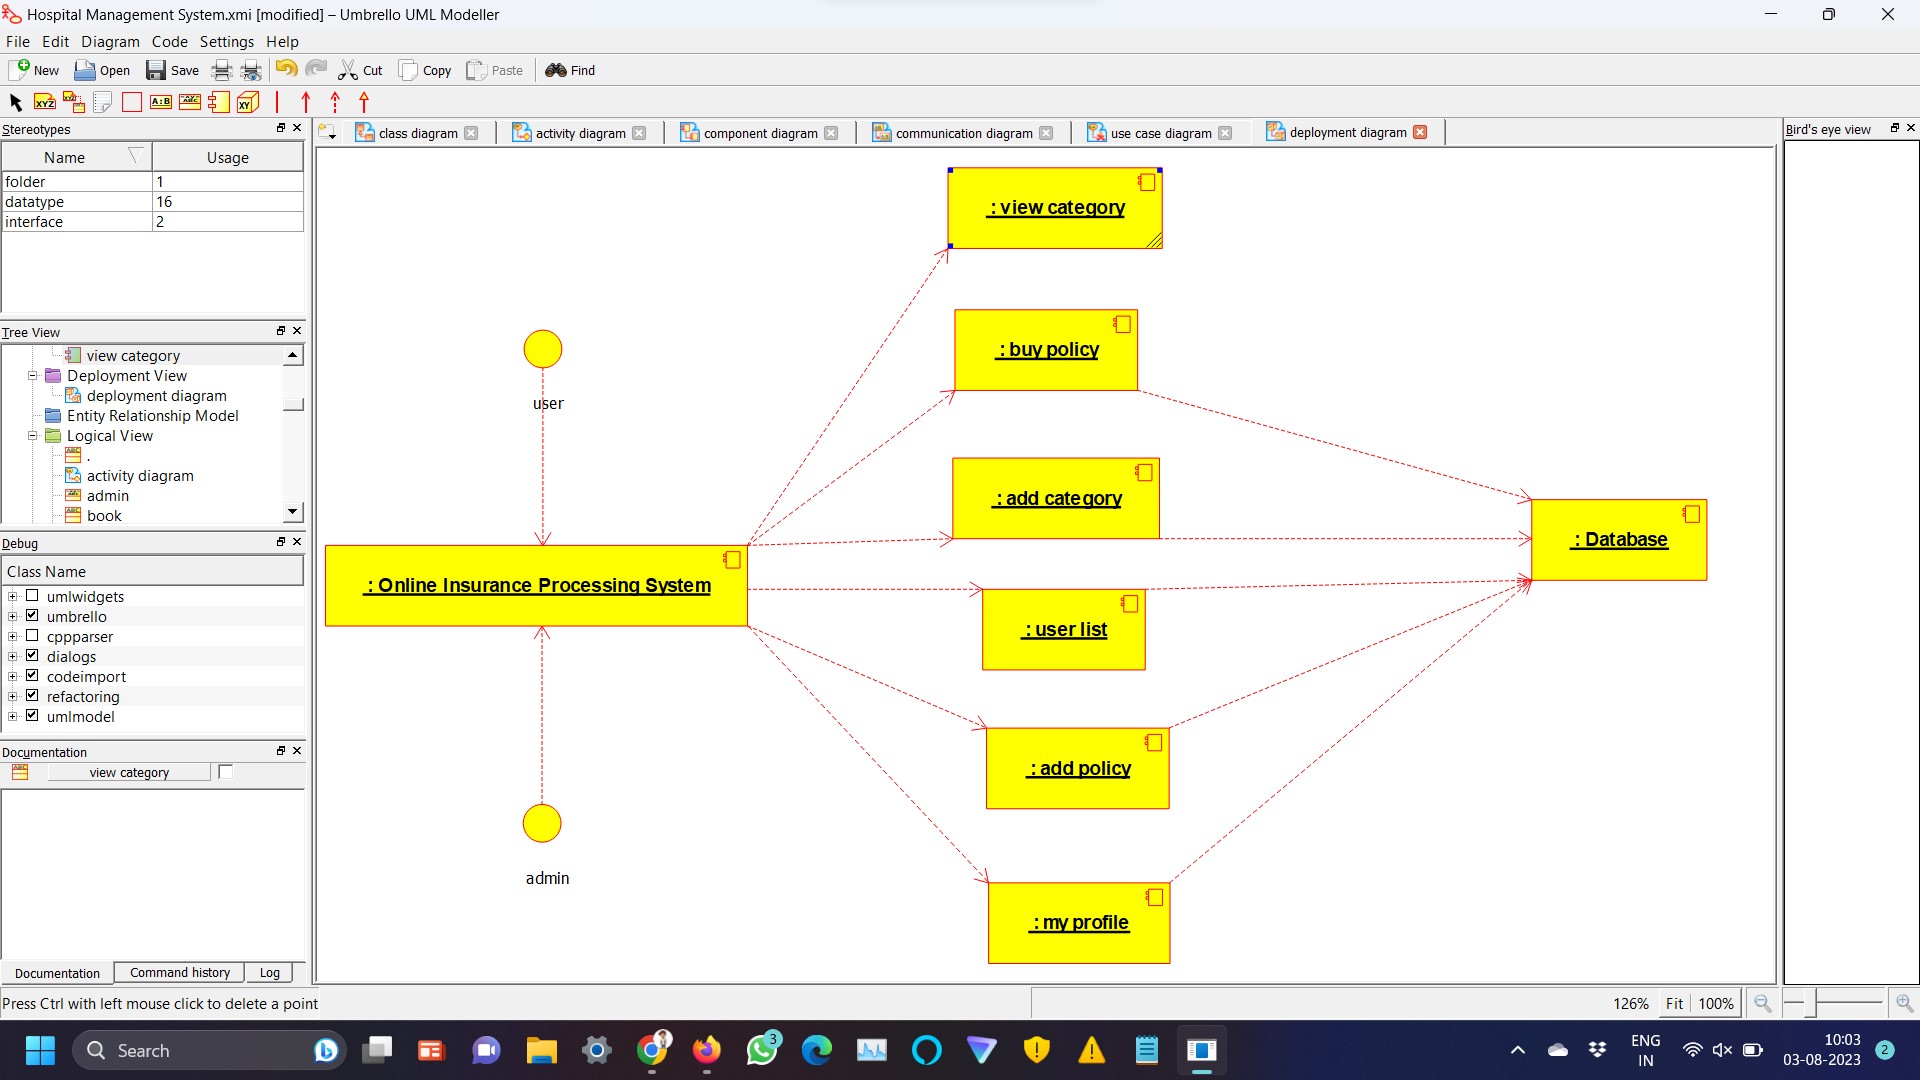 Hospital Management System.xmi [modified] – Umbrello UML Modeller
File Edit Diagram Code Settings Help
New Open Save Cut Copy Paste Find
XYZ A:B ABC XY
Stereotypes
Name Usage
folder 1
datatype 16
interface 2
Tree View
view category
Deployment View
deployment diagram
Entity Relationship Model
Logical View
.
activity diagram
admin
book
Debug
Class Name
umlwidgets
umbrello
cppparser
dialogs
codeimport
refactoring
umlmodel
Documentation
view category
Documentation Command history Log
class diagram activity diagram component diagram communication diagram use case diagram deployment diagram
: view category
: buy policy
user
: add category
: Database
: Online Insurance Processing System
: user list
: add policy
admin
: my profile
Bird's eye view
Press Ctrl with left mouse click to delete a point
126% Fit 100%
Search
3
ENG
IN
10:03
03-08-2023
2